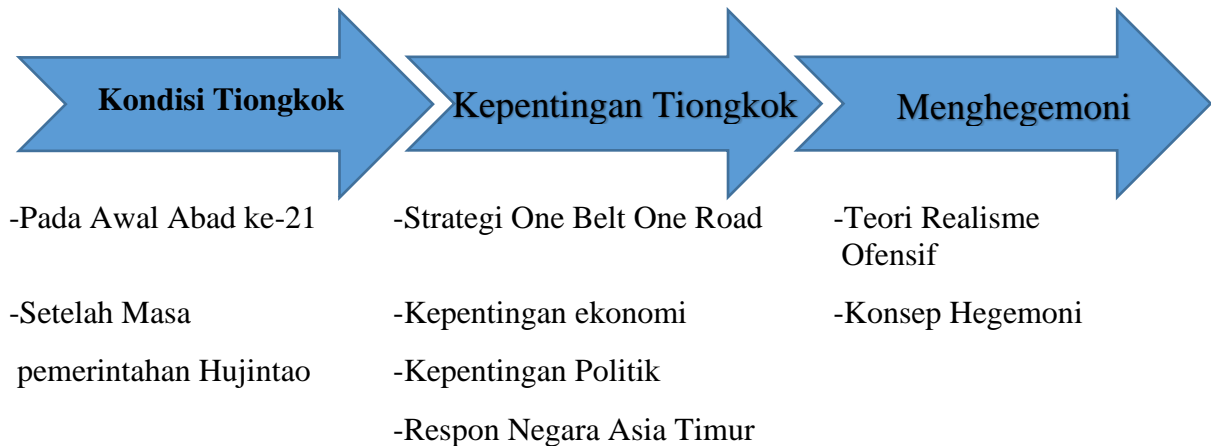 Kondisi Tiongkok
Kepentingan Tiongkok
Menghegemoni
-Pada Awal Abad ke-21
-Setelah Masa
pemerintahan Hujintao
-Strategi One Belt One Road
-Kepentingan ekonomi
-Kepentingan Politik
-Respon Negara Asia Timur
-Teori Realisme
Ofensif
-Konsep Hegemoni